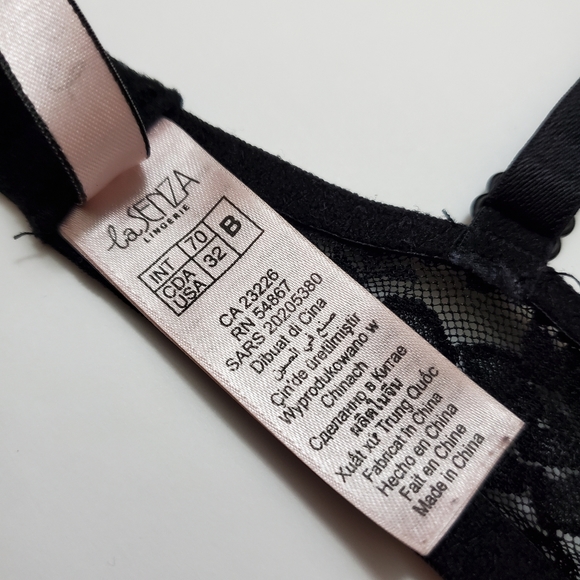 la SENZA
LINGERIE
INT 70 B
CDA USA 32
CA 23226
RN 54867
SARS 20205380
Dibuat di Cina
صنع في الصين
Çin'de üretilmiştir
Wyprodukowano w
Chinach
Сделанно в Китае
ผลิตในจีน
Xuất xứ Trung Quốc
Fabricat in China
Hecho en China
Fait en Chine
Made in China